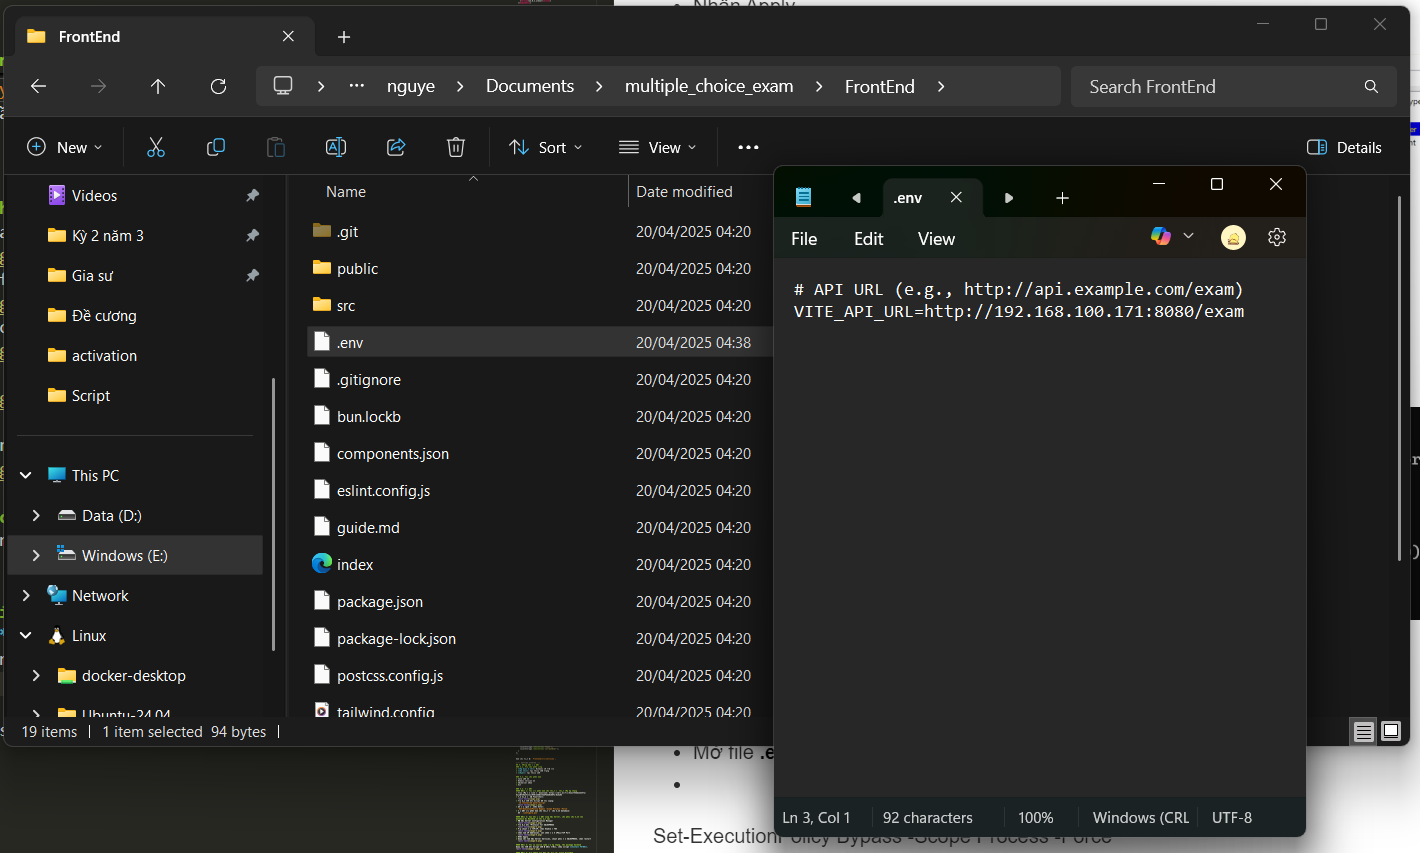 Nhấn Apply
FrontEnd
nguye
Documents
multiple_choice_exam
FrontEnd
Search FrontEnd
New
Sort
View
Details
Videos
Kỳ 2 năm 3
Gia sư
Đề cương
activation
Script
This PC
Data (D:)
Windows (E:)
Network
Linux
docker-desktop
Ubuntu-24.04
Name
Date modified
.git 20/04/2025 04:20
public 20/04/2025 04:20
src 20/04/2025 04:20
.env 20/04/2025 04:38
.gitignore 20/04/2025 04:20
bun.lockb 20/04/2025 04:20
components.json 20/04/2025 04:20
eslint.config.js 20/04/2025 04:20
guide.md 20/04/2025 04:20
index 20/04/2025 04:20
package.json 20/04/2025 04:20
package-lock.json 20/04/2025 04:20
postcss.config.js 20/04/2025 04:20
tailwind.config 20/04/2025 04:20
19 items
1 item selected 94 bytes
.env
File
Edit
View
# API URL (e.g., http://api.example.com/exam)
VITE_API_URL=http://192.168.100.171:8080/exam
Ln 3, Col 1
92 characters
100%
Windows (CRL
UTF-8
Mở file .e
Set-ExecutionPolicy Bypass -Scope Process -Force